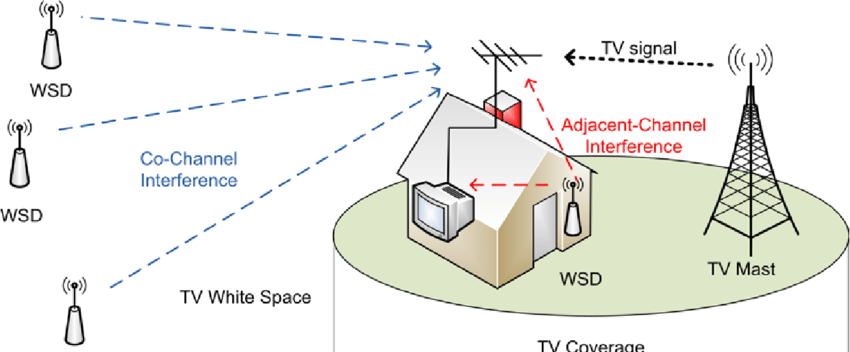 TV signal
WSD
Adjacent-Channel
Interference
Co-Channel
Interference
WSD
TV Mast
WSD
TV White Space
TV Coverage